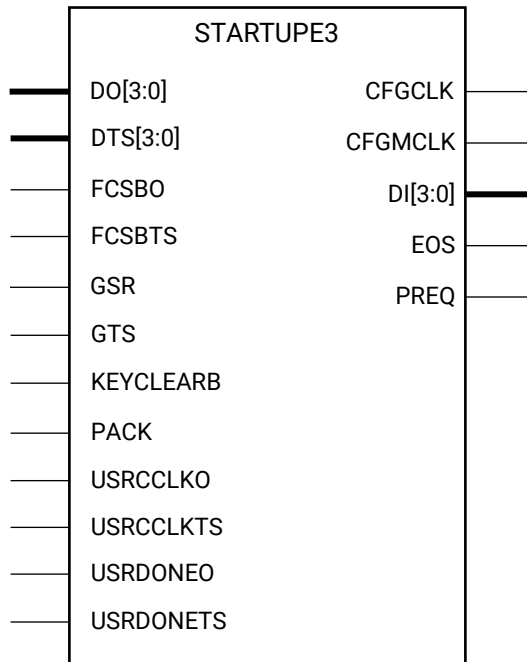 STARTUPE3
DO[3:0]
DTS[3:0]
FCSBO
FCSBTS
GSR
GTS
KEYCLEARB
PACK
USRCCLKO
USRCCLKTS
USRDONEO
USRDONETS
CFGCLK
CFGMCLK
DI[3:0]
EOS
PREQ